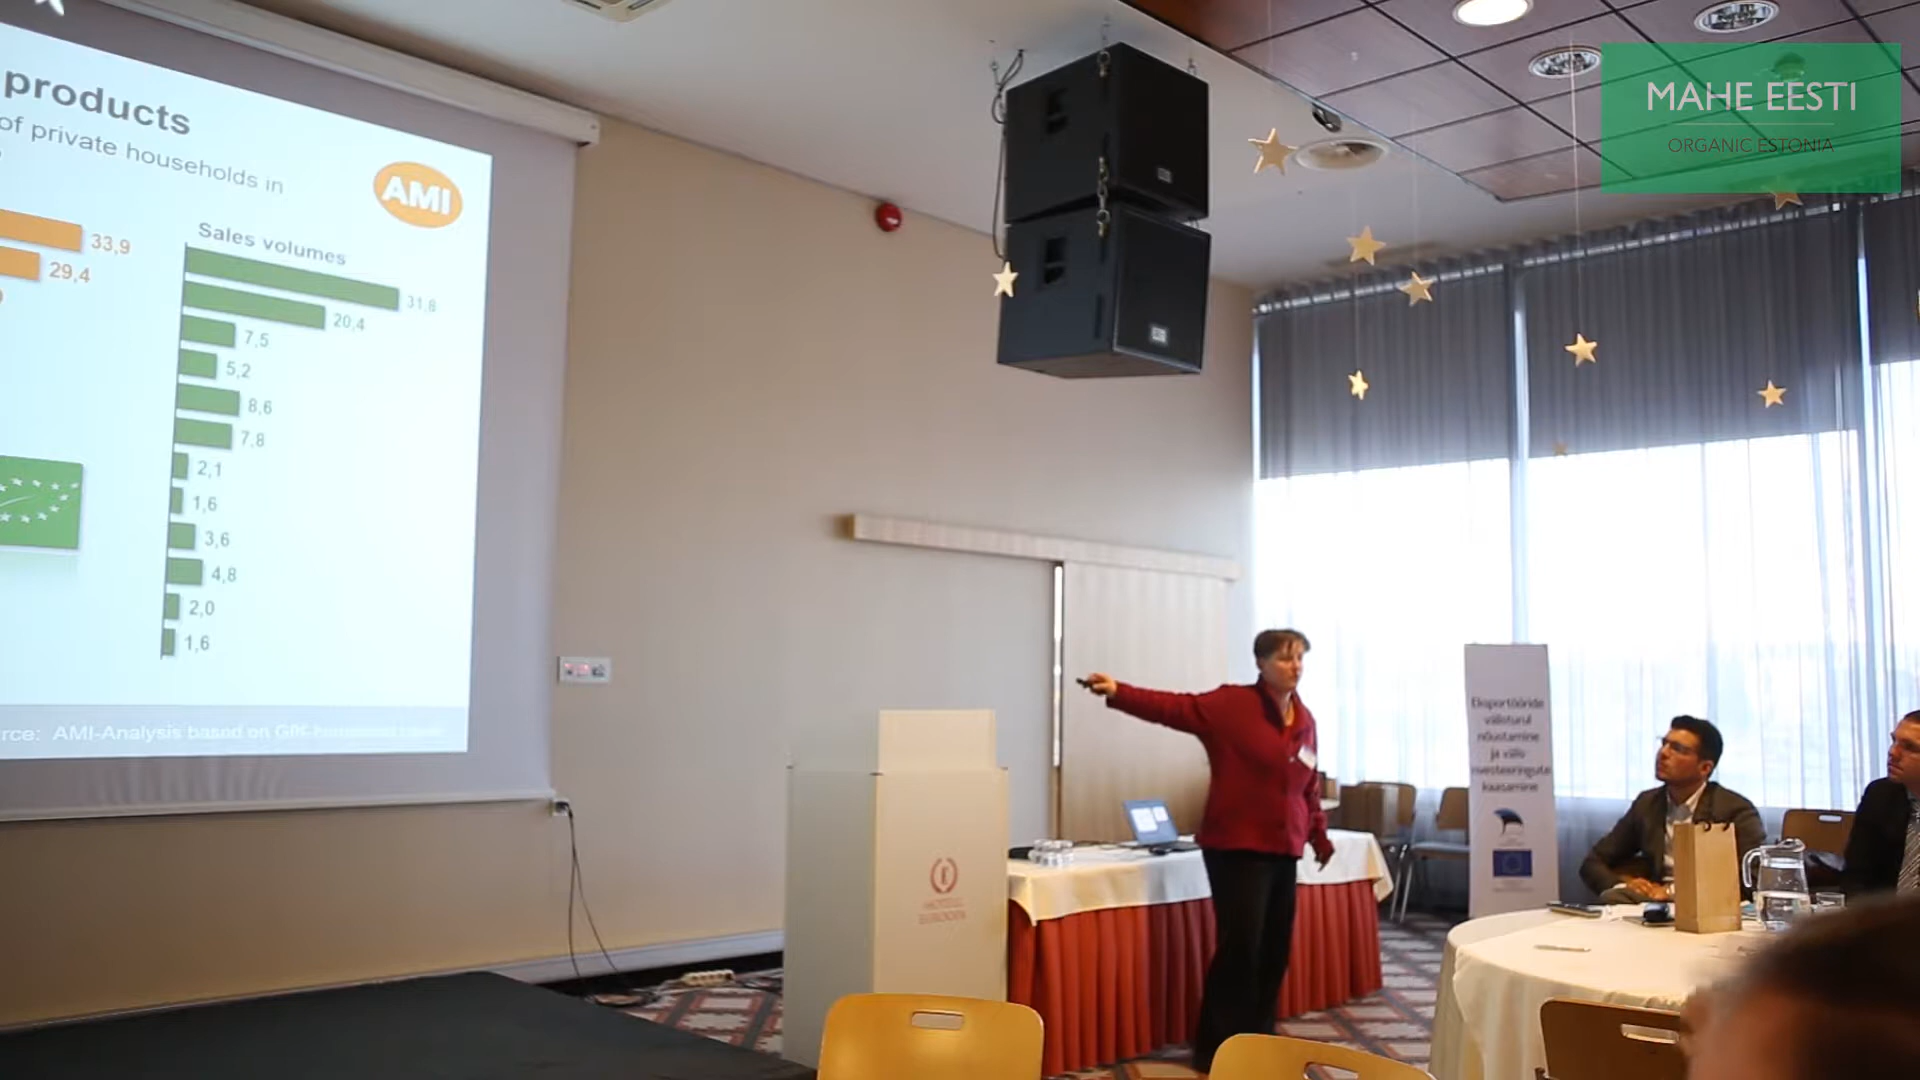 products
of private households in
AMI
33,9
29,4
Sales volumes
31,8
20,4
7,5
5,2
8,6
7,8
2,1
1,6
3,6
4,8
2,0
1,6
rce: AMI-Analysis based on GfK-household
MAHE EESTI
ORGANIC ESTONIA
Eksportööride
välisturul
nõustamine
ja välis
investeeringute
kaasamine